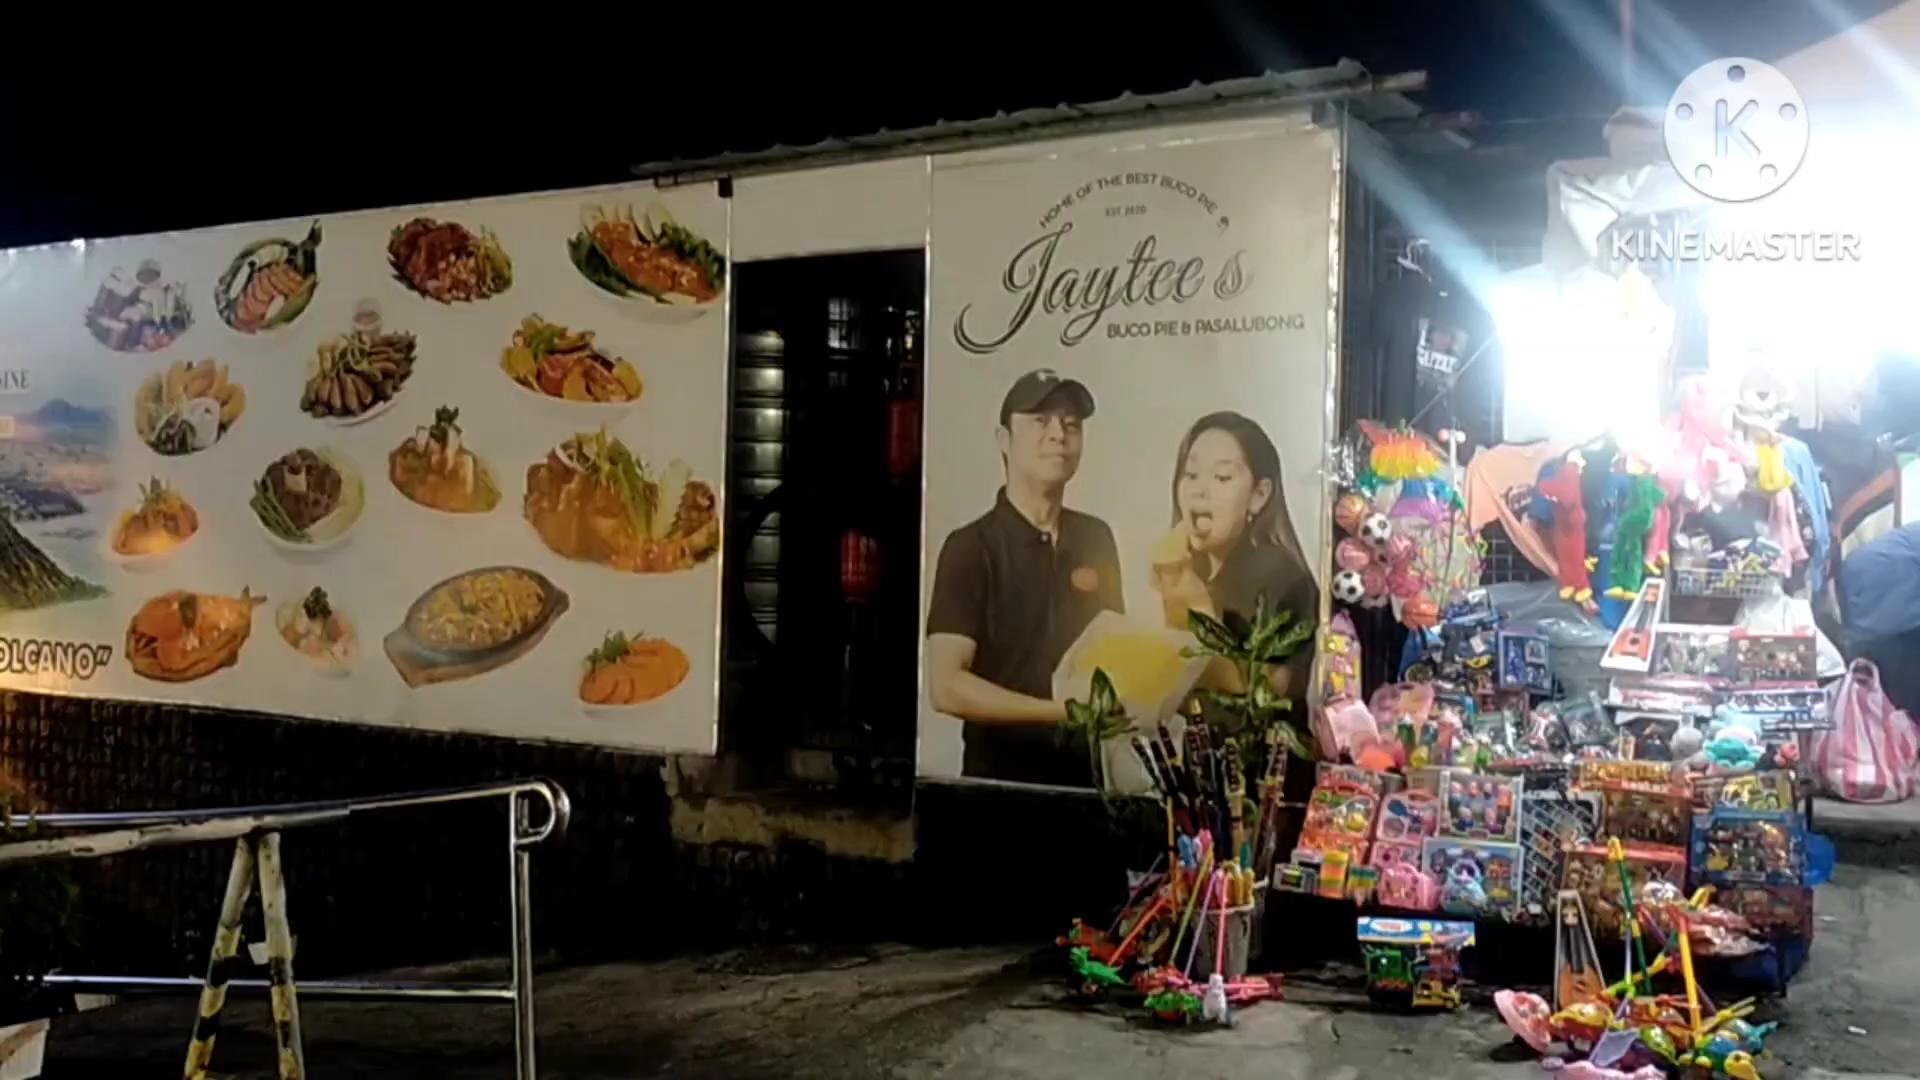 HOME OF THE BEST BUCO PIE
EST 2020
Jaytee's
BUCO PIE & PASALUBONG
KINEMASTER
OLCANO"